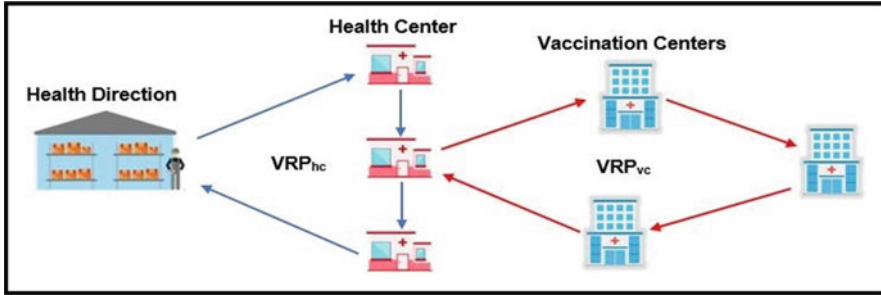 Health Center
Vaccination Centers
Health Direction
VRPhc
VRPvc